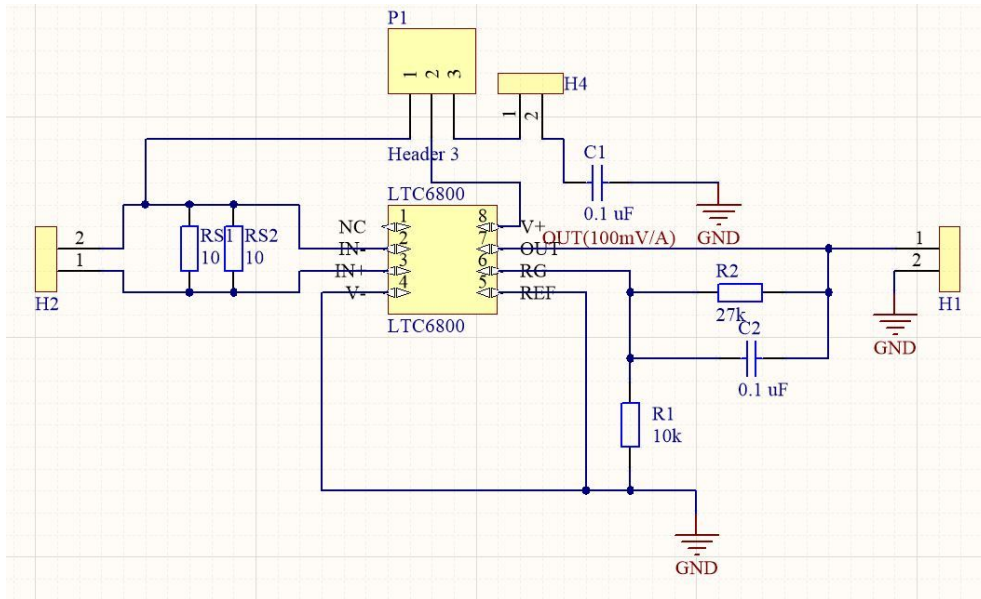 P1
1 2 3
H4
1 2
Header 3
C1
0.1 uF
GND
LTC6800
NC 1 8 V+
OUT(100mV/A)
IN- 2 7 OUT
IN+ 3 6 RG
V- 4 5 REF
LTC6800
2
1
H2
RS1 RS2
10 10
1
2
H1
GND
R2
27k
C2
0.1 uF
R1
10k
GND